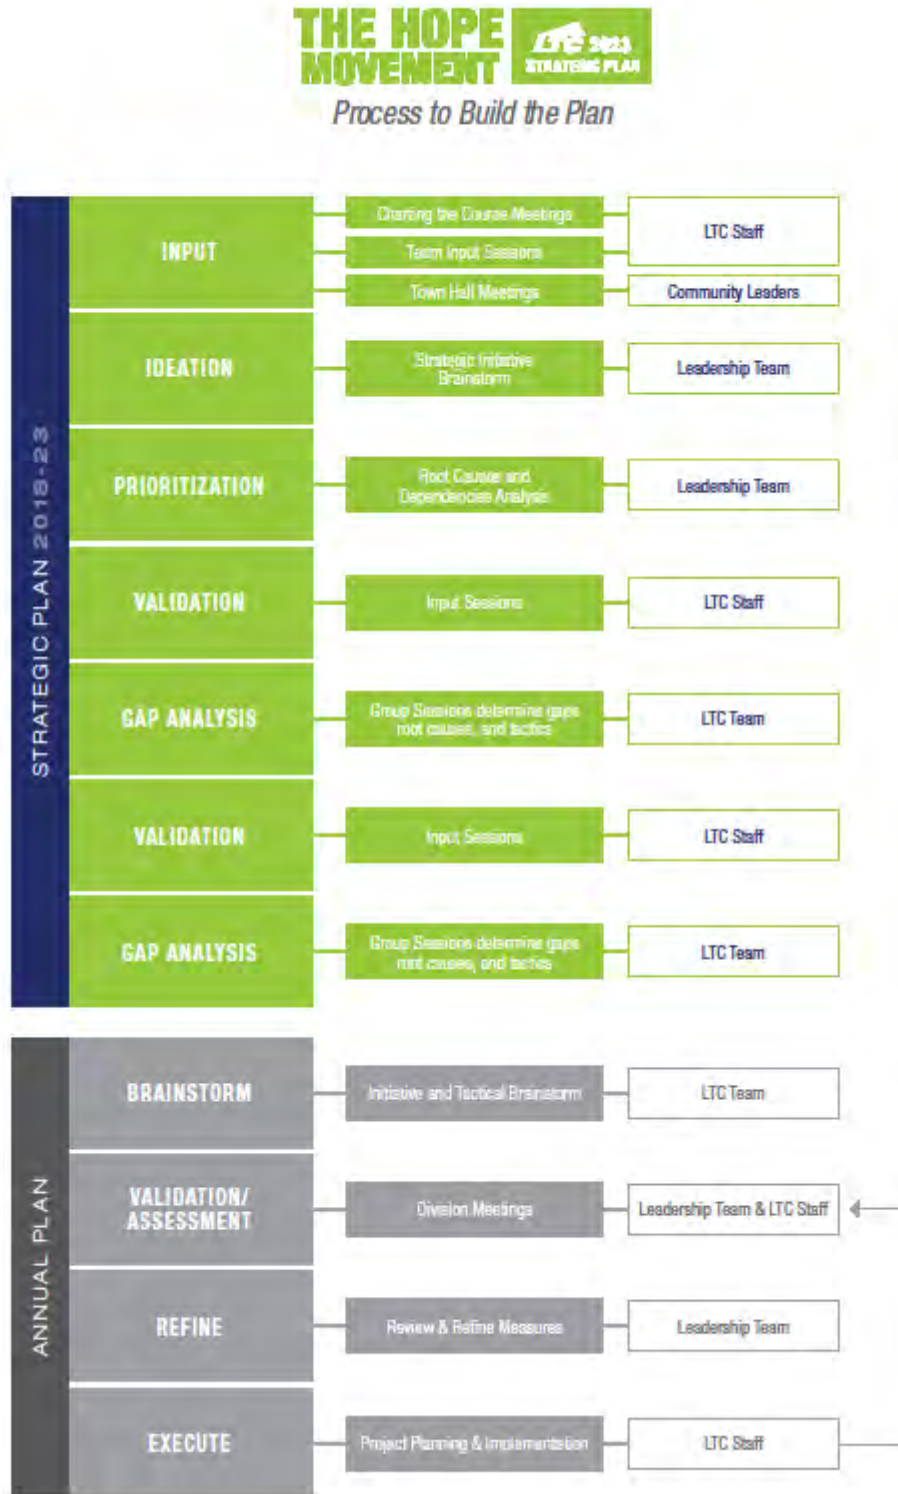 THE HOPE
MOVEMENT
LTC 2023
STRATEGIC PLAN
Process to Build the Plan
STRATEGIC PLAN 2018-23
INPUT
Charting the Course Meetings
Team Input Sessions
LTC Staff
Town Hall Meetings
Community Leaders
IDEATION
Strategic Initiative
Brainstorm
Leadership Team
PRIORITIZATION
Root Causes and
Dependencies Analysis
Leadership Team
VALIDATION
Input Sessions
LTC Staff
GAP ANALYSIS
Group Sessions determine gaps
root causes, and tactics
LTC Team
VALIDATION
Input Sessions
LTC Staff
GAP ANALYSIS
Group Sessions determine gaps
root causes, and tactics
LTC Team
ANNUAL PLAN
BRAINSTORM
Initiative and Tactical Brainstorm
LTC Team
VALIDATION/
ASSESSMENT
Division Meetings
Leadership Team & LTC Staff
REFINE
Review & Refine Measures
Leadership Team
EXECUTE
Project Planning & Implementation
LTC Staff